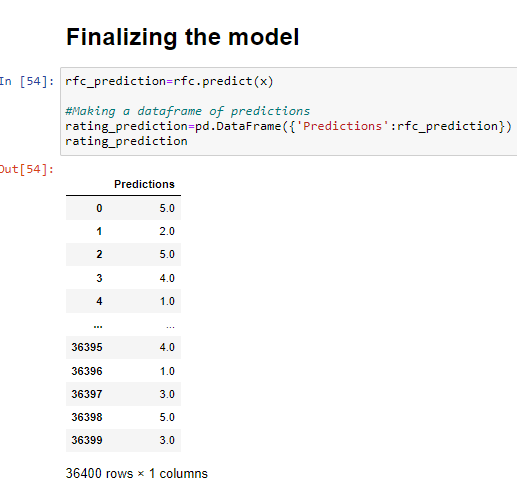 Finalizing the model
In [54]: rfc_prediction=rfc.predict(x)
#Making a dataframe of predictions
rating_prediction=pd.DataFrame({'Predictions':rfc_prediction})
rating_prediction
Out[54]:
Predictions
0 5.0
1 2.0
2 5.0
3 4.0
4 1.0
... ...
36395 4.0
36396 1.0
36397 3.0
36398 5.0
36399 3.0
36400 rows × 1 columns